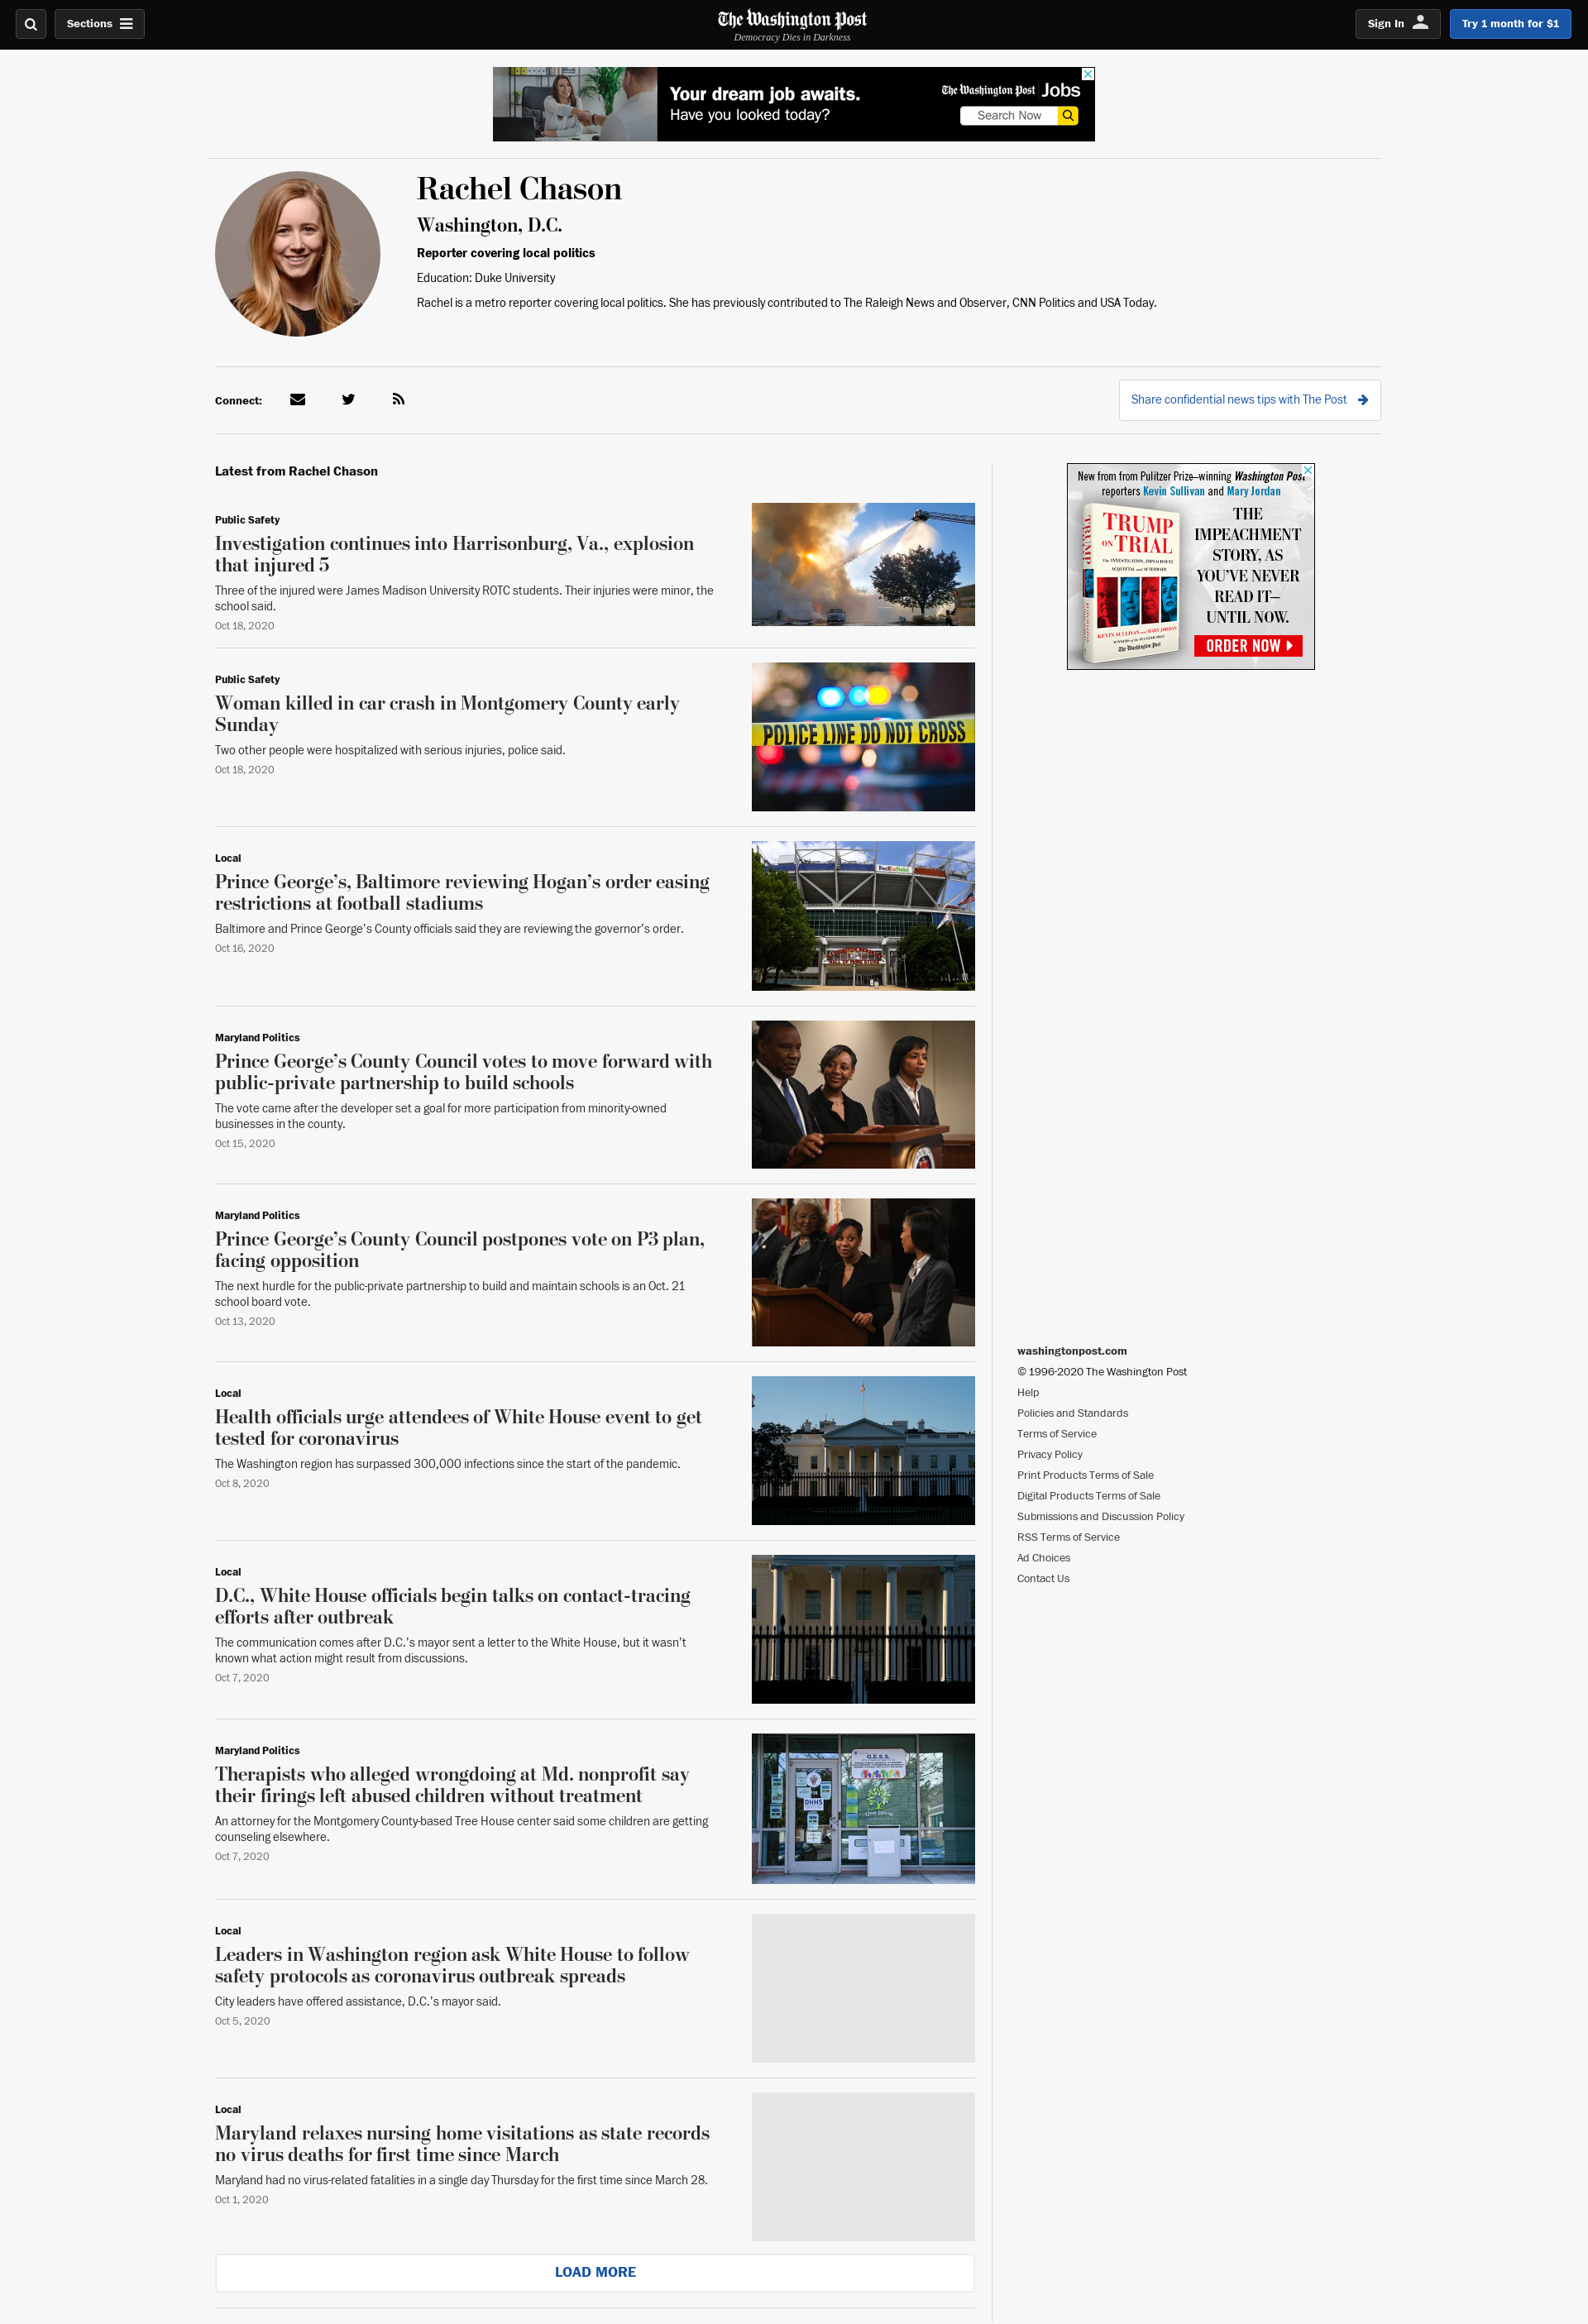 Sections
The Washington Post
Democracy Dies in Darkness
Sign In
Try 1 month for $1
Your dream job awaits.
Have you looked today?
The Washington Post Jobs
Search Now
Rachel Chason
Washington, D.C.
Reporter covering local politics
Education: Duke University
Rachel is a metro reporter covering local politics. She has previously contributed to The Raleigh News and Observer, CNN Politics and USA Today.
Connect:
Share confidential news tips with The Post
Latest from Rachel Chason
Public Safety
Investigation continues into Harrisonburg, Va., explosion
that injured 5
Three of the injured were James Madison University ROTC students. Their injuries were minor, the
school said.
Oct 18, 2020
Public Safety
Woman killed in car crash in Montgomery County early
Sunday
Two other people were hospitalized with serious injuries, police said.
Oct 18, 2020
POLICE LINE DO NOT CROSS
Local
Prince George’s, Baltimore reviewing Hogan’s order easing
restrictions at football stadiums
Baltimore and Prince George’s County officials said they are reviewing the governor’s order.
Oct 16, 2020
FedExField
Maryland Politics
Prince George’s County Council votes to move forward with
public-private partnership to build schools
The vote came after the developer set a goal for more participation from minority-owned
businesses in the county.
Oct 15, 2020
Maryland Politics
Prince George’s County Council postpones vote on P3 plan,
facing opposition
The next hurdle for the public-private partnership to build and maintain schools is an Oct. 21
school board vote.
Oct 13, 2020
Local
Health officials urge attendees of White House event to get
tested for coronavirus
The Washington region has surpassed 300,000 infections since the start of the pandemic.
Oct 8, 2020
Local
D.C., White House officials begin talks on contact-tracing
efforts after outbreak
The communication comes after D.C.’s mayor sent a letter to the White House, but it wasn’t
known what action might result from discussions.
Oct 7, 2020
Maryland Politics
Therapists who alleged wrongdoing at Md. nonprofit say
their firings left abused children without treatment
An attorney for the Montgomery County-based Tree House center said some children are getting
counseling elsewhere.
Oct 7, 2020
O.E.S.S.
DHHS
tree house
Local
Leaders in Washington region ask White House to follow
safety protocols as coronavirus outbreak spreads
City leaders have offered assistance, D.C.’s mayor said.
Oct 5, 2020
Local
Maryland relaxes nursing home visitations as state records
no virus deaths for first time since March
Maryland had no virus-related fatalities in a single day Thursday for the first time since March 28.
Oct 1, 2020
LOAD MORE
New from from Pulitzer Prize–winning Washington Post
reporters Kevin Sullivan and Mary Jordan
TRUMP
ON TRIAL
THE INVESTIGATION, IMPEACHMENT,
ACQUITTAL AND AFTERMATH
KEVIN SULLIVAN and MARY JORDAN
The Washington Post
THE
IMPEACHMENT
STORY, AS
YOU’VE NEVER
READ IT–
UNTIL NOW.
ORDER NOW
washingtonpost.com
© 1996-2020 The Washington Post
Help
Policies and Standards
Terms of Service
Privacy Policy
Print Products Terms of Sale
Digital Products Terms of Sale
Submissions and Discussion Policy
RSS Terms of Service
Ad Choices
Contact Us